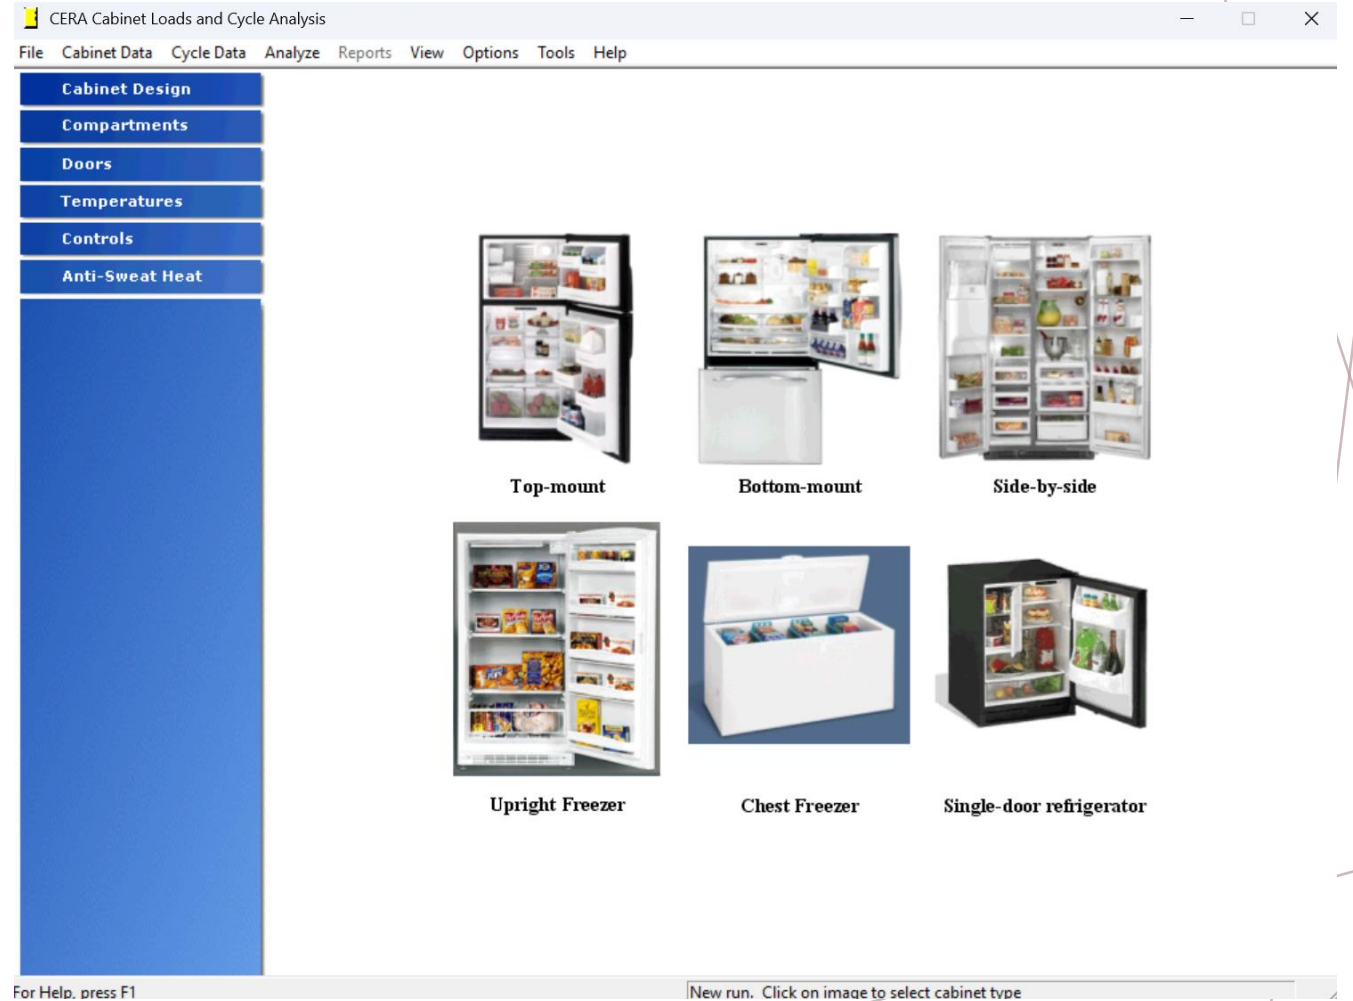 CERA Cabinet Loads and Cycle Analysis
File Cabinet Data Cycle Data Analyze Reports View Options Tools Help
Cabinet Design
Compartments
Doors
Temperatures
Controls
Anti-Sweat Heat
Top-mount Bottom-mount Side-by-side
Upright Freezer Chest Freezer Single-door refrigerator
For Help, press F1 New run. Click on image to select cabinet type